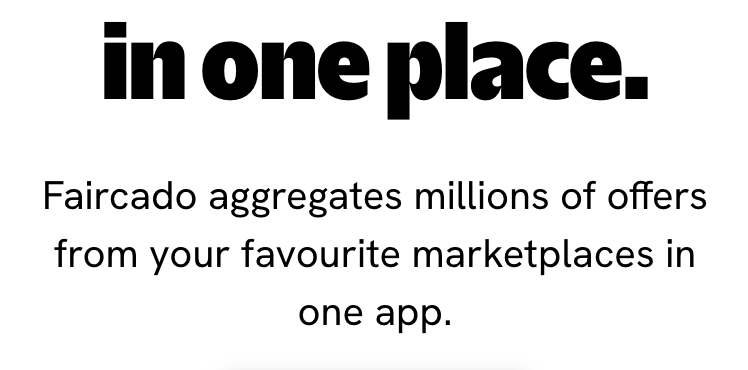 in one place.
Faircado aggregates millions of offers
from your favourite marketplaces in
one app.